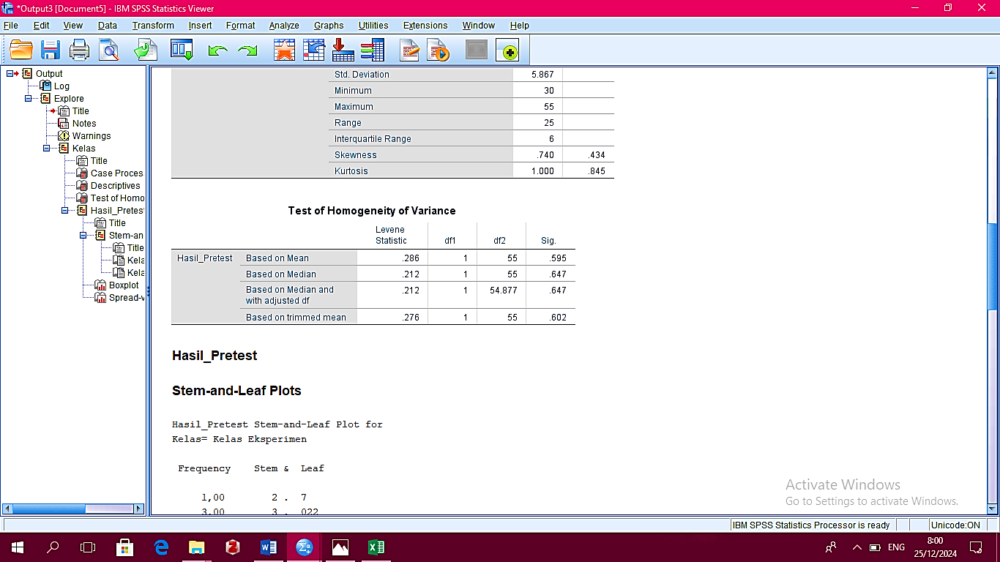 *Output3 [Document5] - IBM SPSS Statistics Viewer
File Edit View Data Transform Insert Format Analyze Graphs Utilities Extensions Window Help
Output
Log
Explore
Title
Notes
Warnings
Kelas
Title
Case Proces
Descriptives
Test of Homo
Hasil_Pretes
Title
Stem-an
Title
Kela
Kela
Boxplot
Spread-v
Std. Deviation 5.867
Minimum 30
Maximum 55
Range 25
Interquartile Range 6
Skewness .740 .434
Kurtosis 1.000 .845
Test of Homogeneity of Variance
Levene Statistic df1 df2 Sig.
Hasil_Pretest Based on Mean .286 1 55 .595
Based on Median .212 1 55 .647
Based on Median and with adjusted df .212 1 54.877 .647
Based on trimmed mean .276 1 55 .602
Hasil_Pretest
Stem-and-Leaf Plots
Hasil_Pretest Stem-and-Leaf Plot for
Kelas= Kelas Eksperimen
Frequency Stem & Leaf
1,00 2 . 7
3,00 3 . 022
Activate Windows
Go to Settings to activate Windows.
IBM SPSS Statistics Processor is ready Unicode:ON
ENG 8:00
25/12/2024